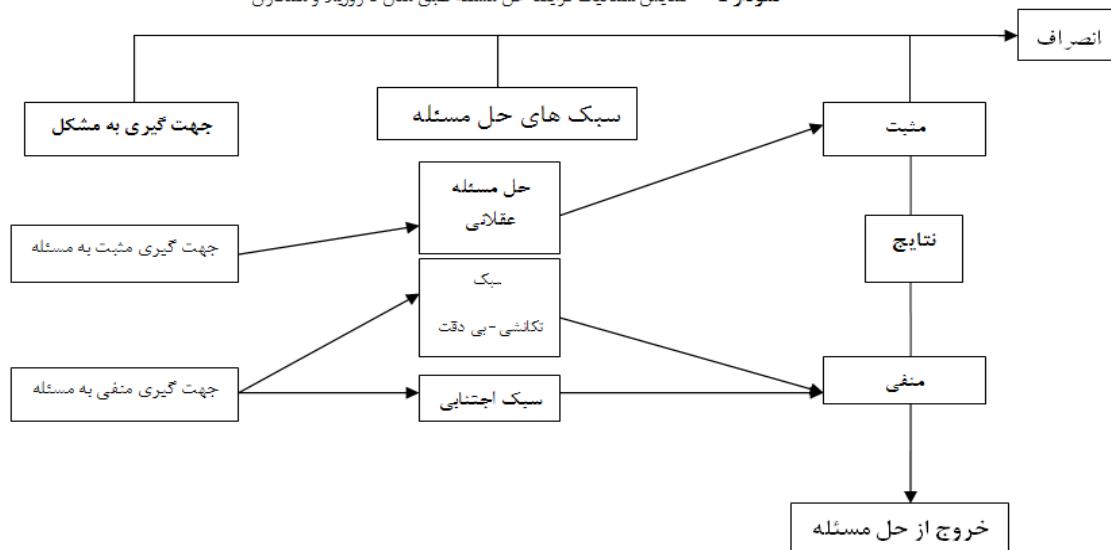 انصراف
جهت گیری به مشکل
سبک های حل مسئله
مثبت
حل مسئله
عقلانی
جهت گیری مثبت به مسئله
نتایج
سبک
تکانشی-بی دقت
جهت گیری منفی به مسئله
سبک اجتنابی
منفی
خروج از حل مسئله